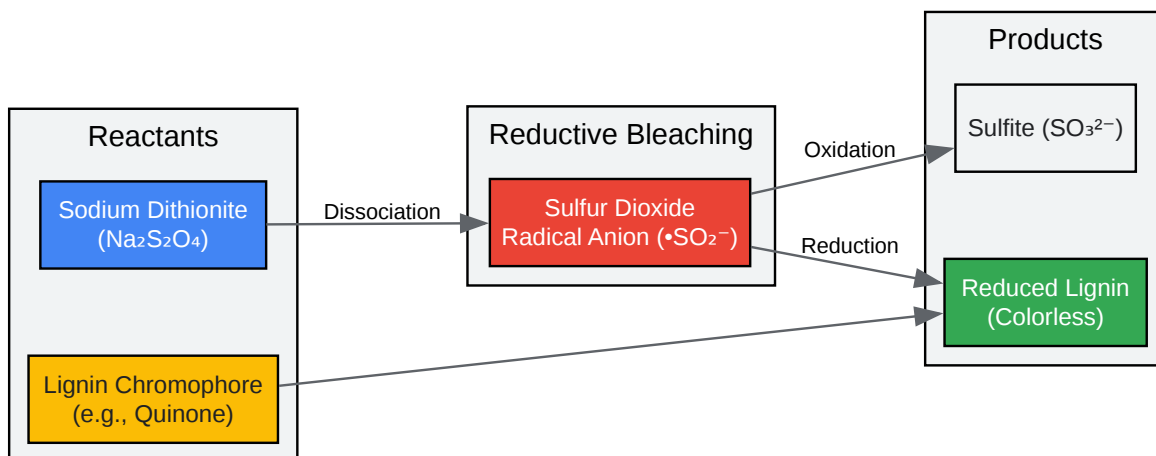 Reactants
Sodium Dithionite
(Na₂S₂O₄)
Lignin Chromophore
(e.g., Quinone)
Dissociation
Reductive Bleaching
Sulfur Dioxide
Radical Anion (•SO₂⁻)
Oxidation
Reduction
Products
Sulfite (SO₃²⁻)
Reduced Lignin
(Colorless)